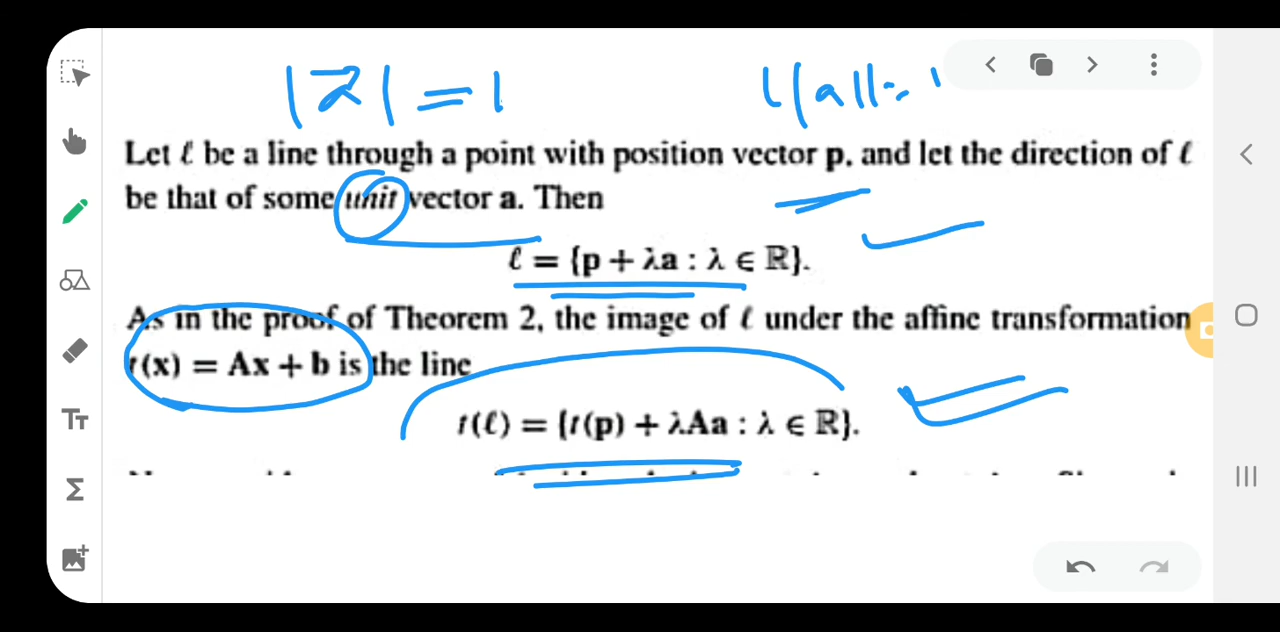 |z| = 1 ||a|| = 1
Let ℓ be a line through a point with position vector p, and let the direction of ℓ
be that of some unit vector a. Then
ℓ = {p + λa : λ ∈ ℝ}.
As in the proof of Theorem 2, the image of ℓ under the affine transformation
t(x) = Ax + b is the line
t(ℓ) = {t(p) + λAa : λ ∈ ℝ}.